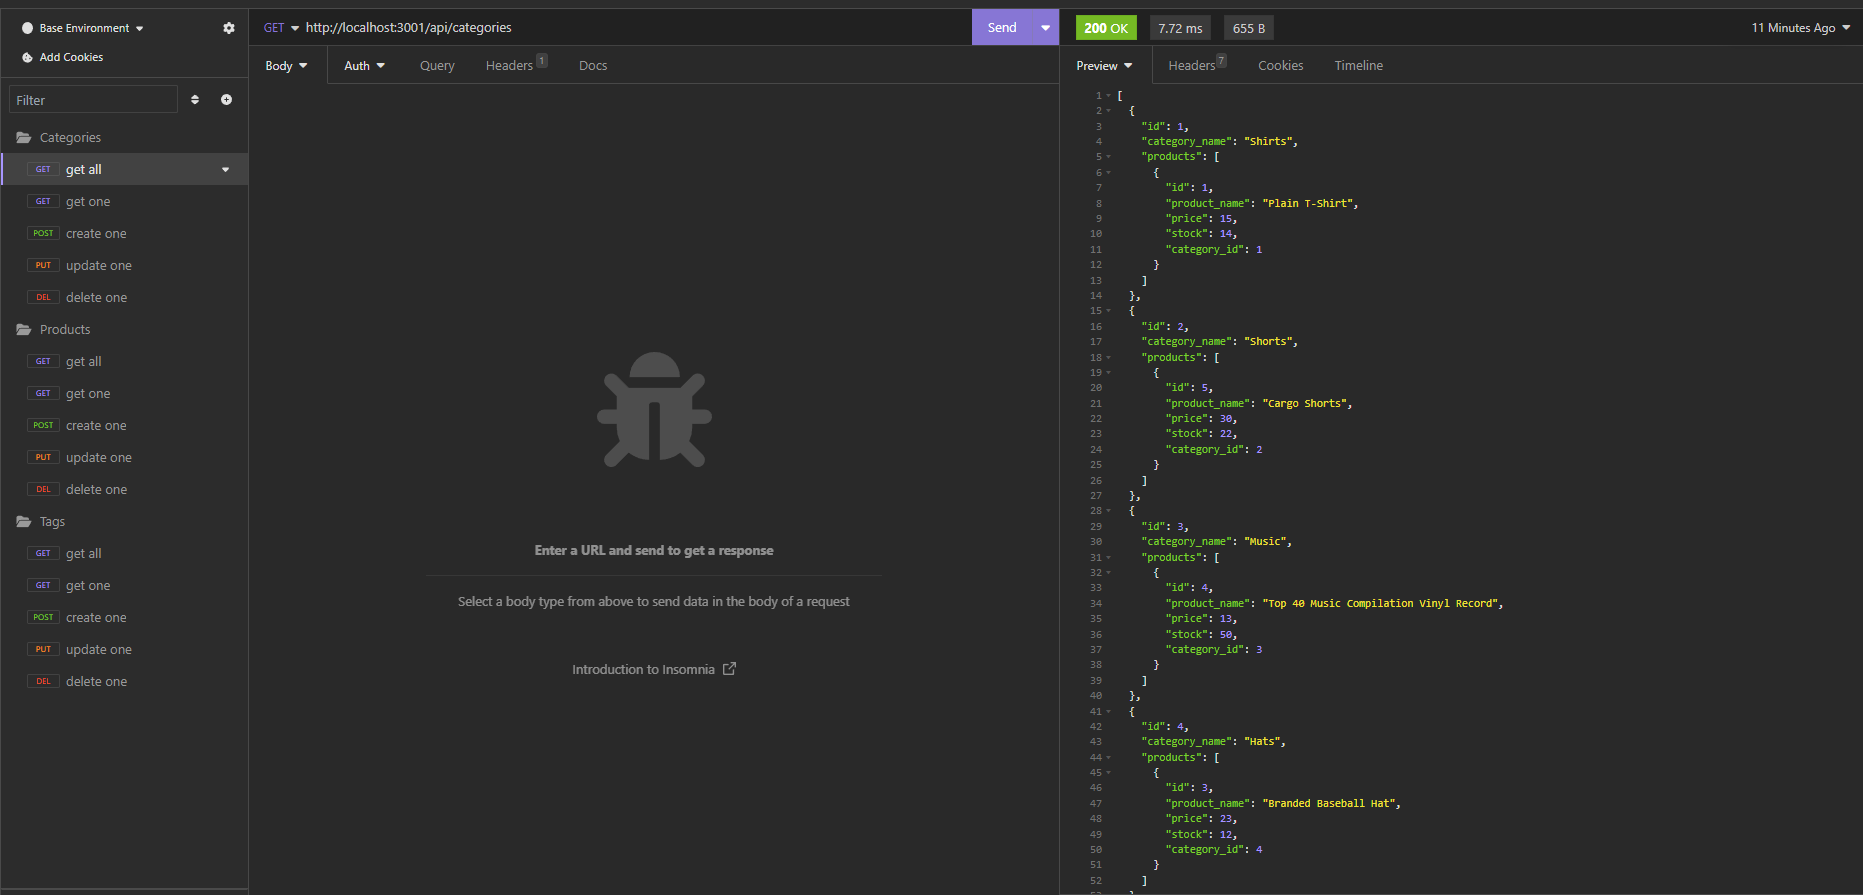 Base Environment
Add Cookies
Filter
Categories
GET get all
GET get one
POST create one
PUT update one
DEL delete one
Products
GET get all
GET get one
POST create one
PUT update one
DEL delete one
Tags
GET get all
GET get one
POST create one
PUT update one
DEL delete one
GET http://localhost:3001/api/categories Send
Body Auth Query Headers 1 Docs
Enter a URL and send to get a response
Select a body type from above to send data in the body of a request
Introduction to Insomnia
200 OK 7.72 ms 655 B 11 Minutes Ago
Preview Headers 7 Cookies Timeline
1 [
2 {
3 "id": 1,
4 "category_name": "Shirts",
5 "products": [
6 {
7 "id": 1,
8 "product_name": "Plain T-Shirt",
9 "price": 15,
10 "stock": 14,
11 "category_id": 1
12 }
13 ]
14 },
15 {
16 "id": 2,
17 "category_name": "Shorts",
18 "products": [
19 {
20 "id": 5,
21 "product_name": "Cargo Shorts",
22 "price": 30,
23 "stock": 22,
24 "category_id": 2
25 }
26 ]
27 },
28 {
29 "id": 3,
30 "category_name": "Music",
31 "products": [
32 {
33 "id": 4,
34 "product_name": "Top 40 Music Compilation Vinyl Record",
35 "price": 13,
36 "stock": 50,
37 "category_id": 3
38 }
39 ]
40 },
41 {
42 "id": 4,
43 "category_name": "Hats",
44 "products": [
45 {
46 "id": 3,
47 "product_name": "Branded Baseball Hat",
48 "price": 23,
49 "stock": 12,
50 "category_id": 4
51 }
52 ]